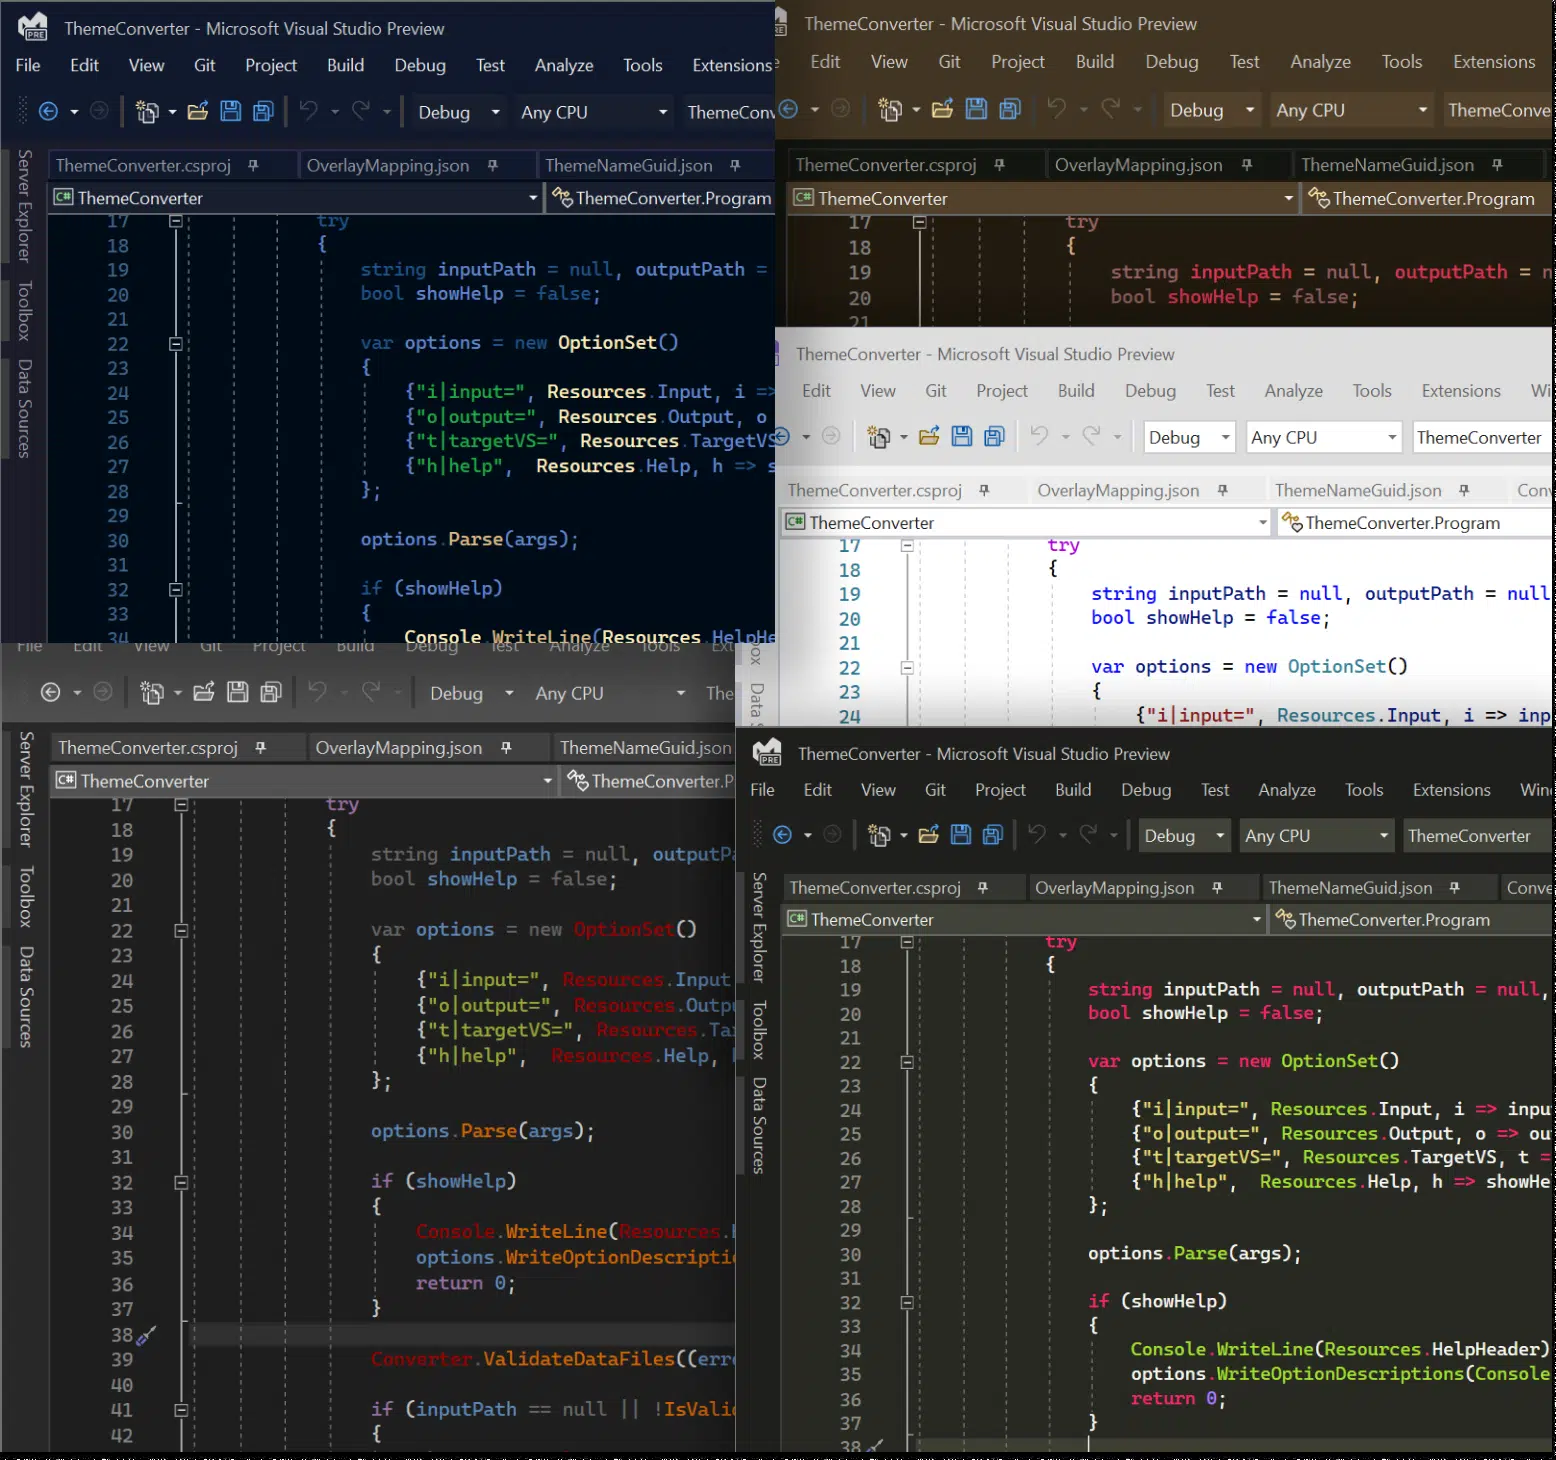 ThemeConverter - Microsoft Visual Studio Preview
PRE
File Edit View Git Project Build Debug Test Analyze Tools Extensions
Debug Any CPU ThemeConv
ThemeConverter.csproj OverlayMapping.json ThemeNameGuid.json
C# ThemeConverter ThemeConverter.Program
Server Explorer
Toolbox
Data Sources
17 try
18 {
19 string inputPath = null, outputPath =
20 bool showHelp = false;
21
22 var options = new OptionSet()
23 {
24 {"i|input=", Resources.Input, i =>
25 {"o|output=", Resources.Output, o
26 {"t|targetVS=", Resources.TargetVS
27 {"h|help",  Resources.Help, h => s
28 };
29
30 options.Parse(args);
31
32 if (showHelp)
33 {
34 Console.WriteLine(Resources.HelpHe
ThemeConverter - Microsoft Visual Studio Preview
Edit View Git Project Build Debug Test Analyze Tools Extensions
Debug Any CPU ThemeConve
ThemeConverter.csproj OverlayMapping.json ThemeNameGuid.json
C# ThemeConverter ThemeConverter.Program
17 try
18 {
19 string inputPath = null, outputPath = n
20 bool showHelp = false;
21
ThemeConverter - Microsoft Visual Studio Preview
Edit View Git Project Build Debug Test Analyze Tools Extensions Wi
Debug Any CPU ThemeConverter
ThemeConverter.csproj OverlayMapping.json ThemeNameGuid.json Conv
C# ThemeConverter ThemeConverter.Program
17 try
18 {
19 string inputPath = null, outputPath = null
20 bool showHelp = false;
21
22 var options = new OptionSet()
23 {
24 {"i|input=", Resources.Input, i => inp
box
Data S
File Edit View Git Project Build Debug Test Analyze Tools Ext
Debug Any CPU The
ThemeConverter.csproj OverlayMapping.json ThemeNameGuid.json
C# ThemeConverter ThemeConverter.P
Server Explorer
Toolbox
Data Sources
17 try
18 {
19 string inputPath = null, outputPa
20 bool showHelp = false;
21
22 var options = new OptionSet()
23 {
24 {"i|input=", Resources.Input
25 {"o|output=", Resources.Outp
26 {"t|targetVS=", Resources.Ta
27 {"h|help",  Resources.Help,
28 };
29
30 options.Parse(args);
31
32 if (showHelp)
33 {
34 Console.WriteLine(Resources.
35 options.WriteOptionDescripti
36 return 0;
37 }
38
39 Converter.ValidateDataFiles((erro
40
41 if (inputPath == null || !IsValid
42 {
ThemeConverter - Microsoft Visual Studio Preview
PRE
File Edit View Git Project Build Debug Test Analyze Tools Extensions Win
Debug Any CPU ThemeConverter
ThemeConverter.csproj OverlayMapping.json ThemeNameGuid.json Conve
C# ThemeConverter ThemeConverter.Program
Server Explorer
Toolbox
Data Sources
17 try
18 {
19 string inputPath = null, outputPath = null,
20 bool showHelp = false;
21
22 var options = new OptionSet()
23 {
24 {"i|input=", Resources.Input, i => inpu
25 {"o|output=", Resources.Output, o => ou
26 {"t|targetVS=", Resources.TargetVS, t =
27 {"h|help",  Resources.Help, h => showHe
28 };
29
30 options.Parse(args);
31
32 if (showHelp)
33 {
34 Console.WriteLine(Resources.HelpHeader)
35 options.WriteOptionDescriptions(Console
36 return 0;
37 }
38